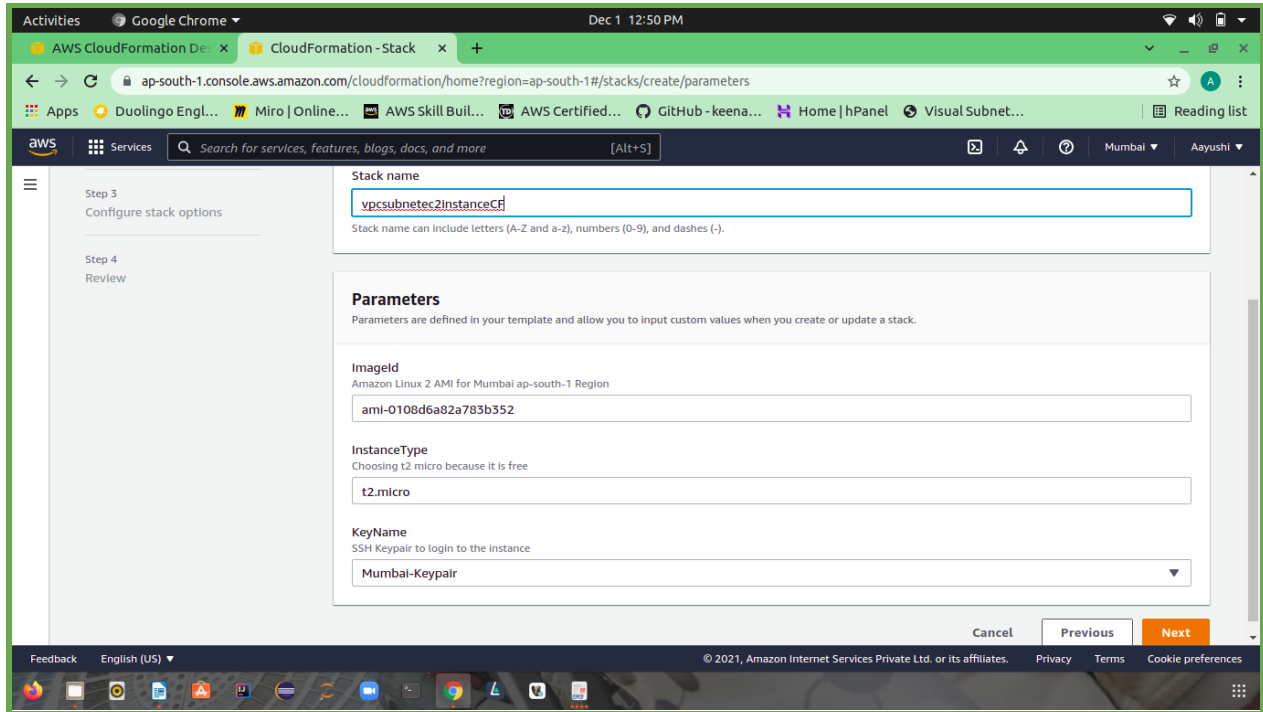 Activities Google Chrome Dec 1 12:50 PM
AWS CloudFormation Des CloudFormation - Stack
ap-south-1.console.aws.amazon.com/cloudformation/home?region=ap-south-1#/stacks/create/parameters A
Apps Duolingo Engl... Miro | Online... AWS Skill Buil... AWS Certified... GitHub - keena... Home | hPanel Visual Subnet... Reading list
aws Services Search for services, features, blogs, docs, and more [Alt+S] Mumbai Aayushi
Step 3
Configure stack options
Step 4
Review
Stack name
vpcsubnetec2instanceCF
Stack name can include letters (A-Z and a-z), numbers (0-9), and dashes (-).
Parameters
Parameters are defined in your template and allow you to input custom values when you create or update a stack.
ImageId
Amazon Linux 2 AMI for Mumbai ap-south-1 Region
ami-0108d6a82a783b352
InstanceType
Choosing t2 micro because it is free
t2.micro
KeyName
SSH Keypair to login to the instance
Mumbai-Keypair
Cancel Previous Next
Feedback English (US) © 2021, Amazon Internet Services Private Ltd. or its affiliates. Privacy Terms Cookie preferences